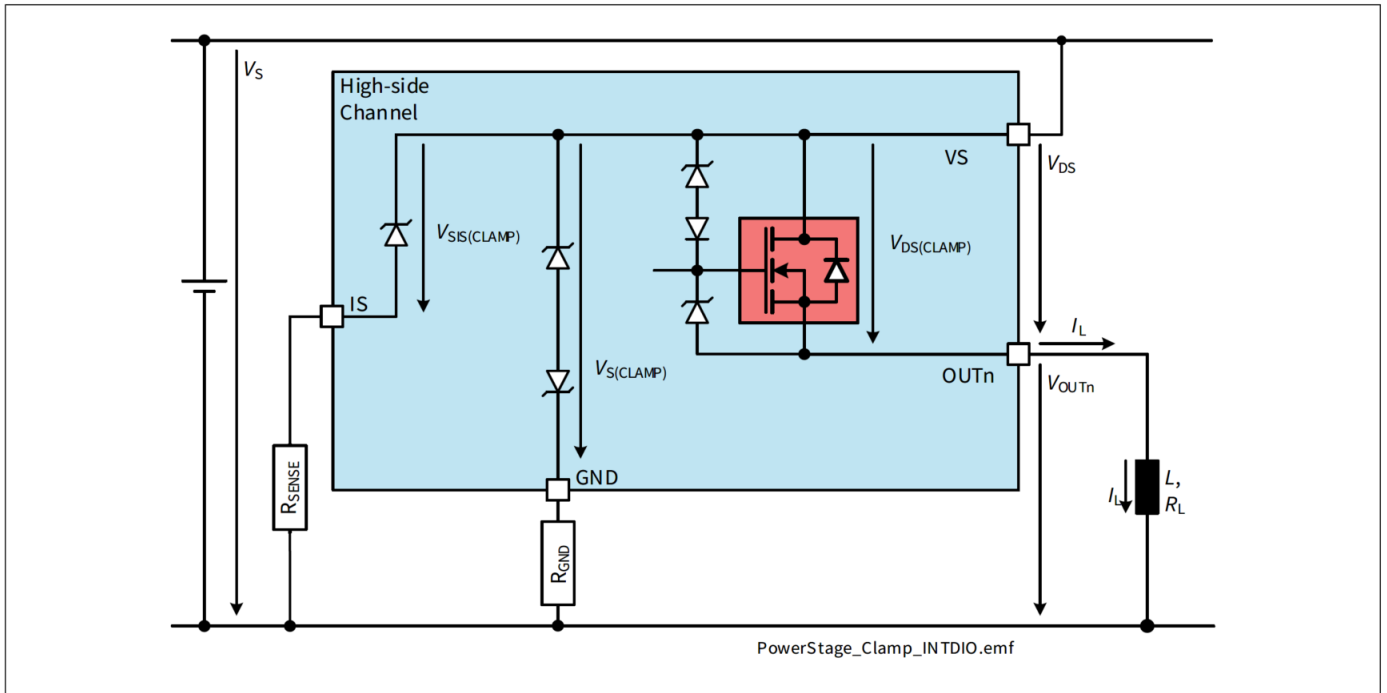 VS
High-side
Channel
VS
VDS
VSIS(CLAMP)
VDS(CLAMP)
IS
IL
VS(CLAMP)
OUTn
VOUTn
GND
RSENSE
IL
L,
RL
RGND
PowerStage_Clamp_INTDIO.emf